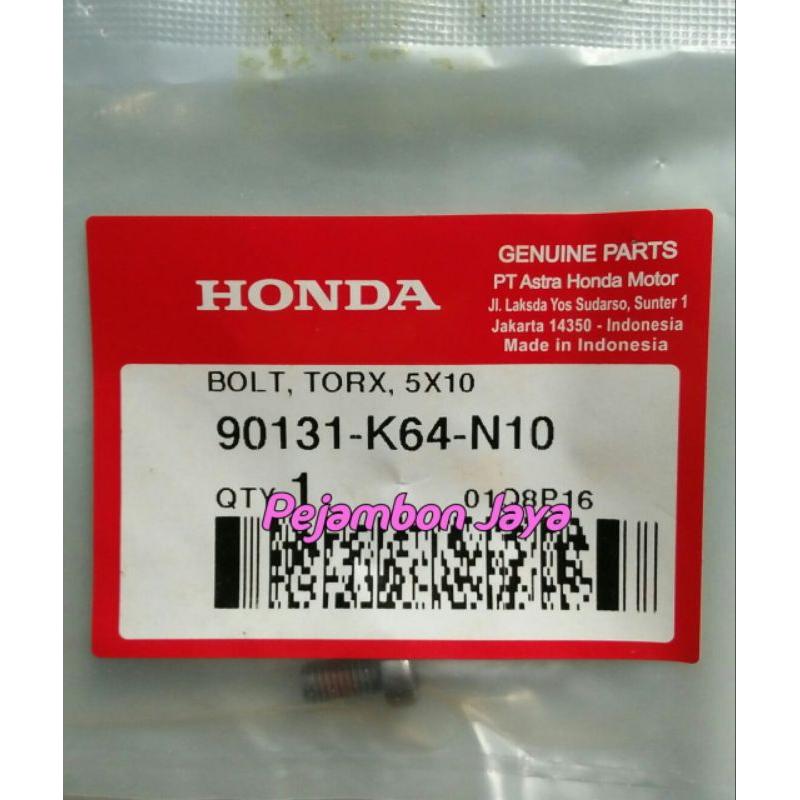 HONDA
GENUINE PARTS
PT Astra Honda Motor
Jl. Laksda Yos Sudarso, Sunter 1
Jakarta 14350 - Indonesia
Made in Indonesia
BOLT, TORX, 5X10
90131-K64-N10
QTY 1
Pejambon Jaya